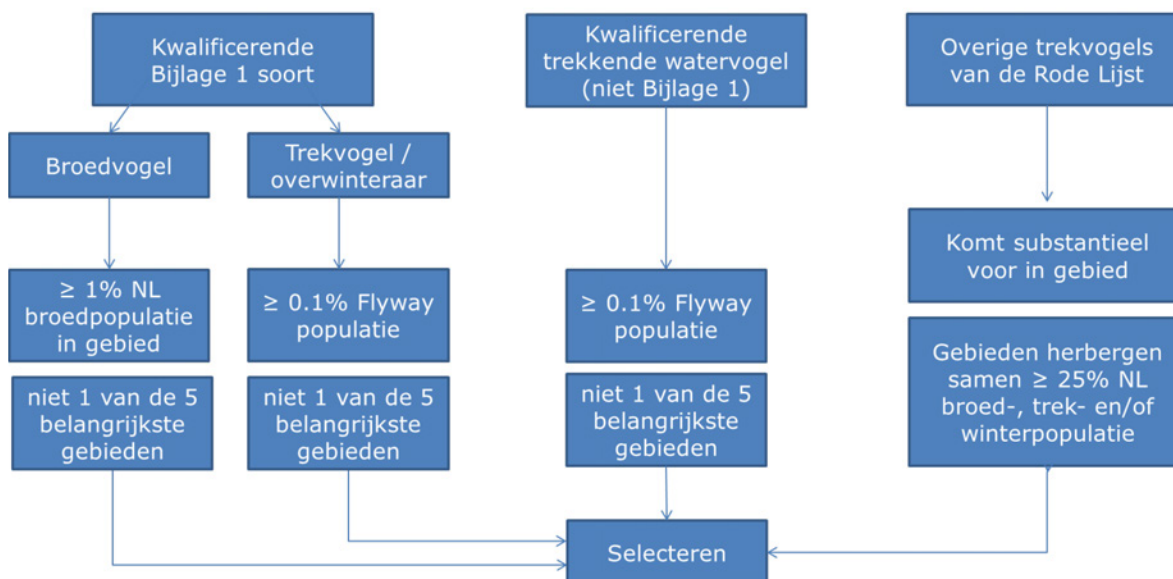 Kwalificerende
Bijlage 1 soort
Kwalificerende
trekkende watervogel
(niet Bijlage 1)
Overige trekvogels
van de Rode Lijst
Broedvogel
Trekvogel /
overwinteraar
Komt substantieel
voor in gebied
≥ 1% NL
broedpopulatie
in gebied
≥ 0.1% Flyway
populatie
≥ 0.1% Flyway
populatie
Gebieden herbergen
samen ≥ 25% NL
broed-, trek- en/of
winterpopulatie
niet 1 van de 5
belangrijkste
gebieden
niet 1 van de 5
belangrijkste
gebieden
niet 1 van de 5
belangrijkste
gebieden
Selecteren